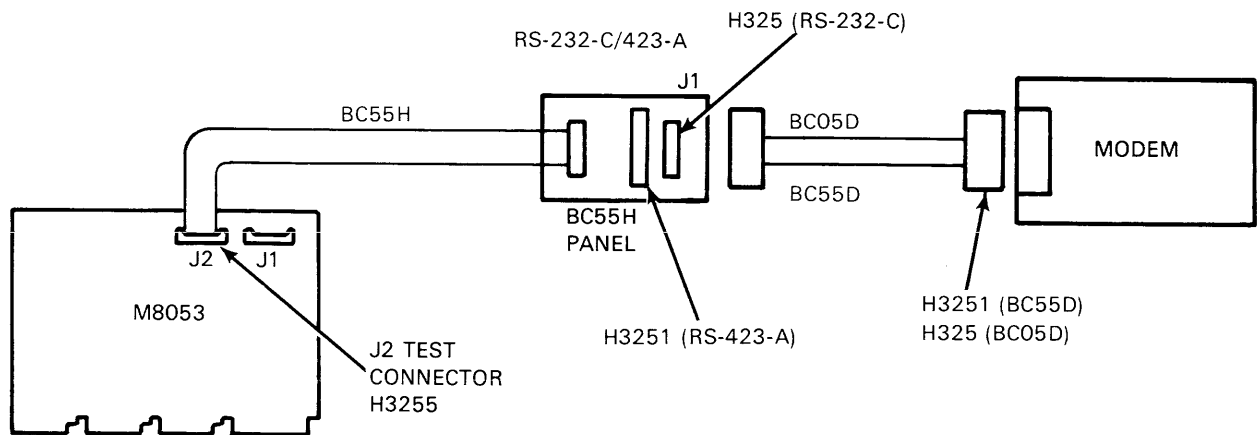 H325 (RS-232-C)
RS-232-C/423-A
J1
BC55H
BC05D
MODEM
BC55D
BC55H
PANEL
J2
J1
M8053
H3251 (BC55D)
H325 (BC05D)
H3251 (RS-423-A)
J2 TEST
CONNECTOR
H3255